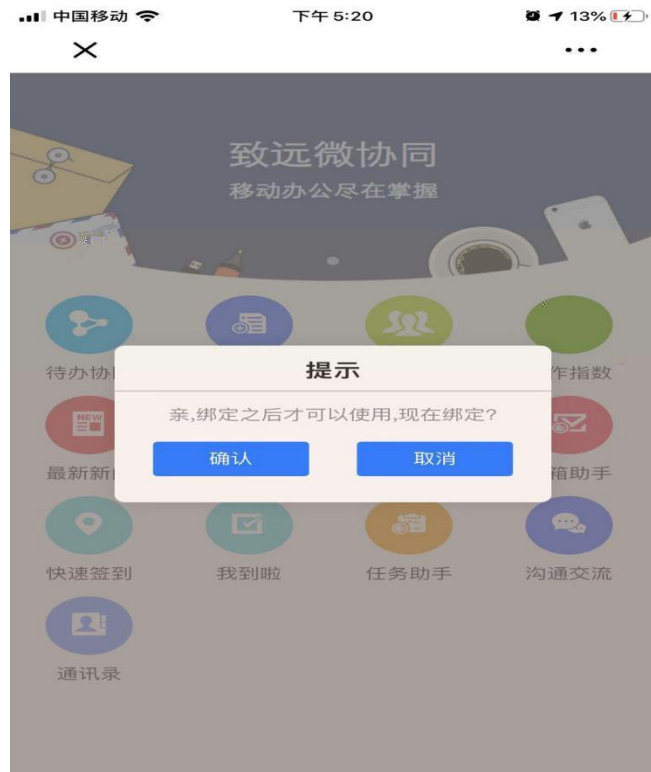 中国移动
下午 5:20
13%
致远微协同
移动办公尽在掌握
待办协
作指数
提示
亲,绑定之后才可以使用,现在绑定?
确认
取消
NEW
最新新
箱助手
快速签到
我到啦
任务助手
沟通交流
通讯录